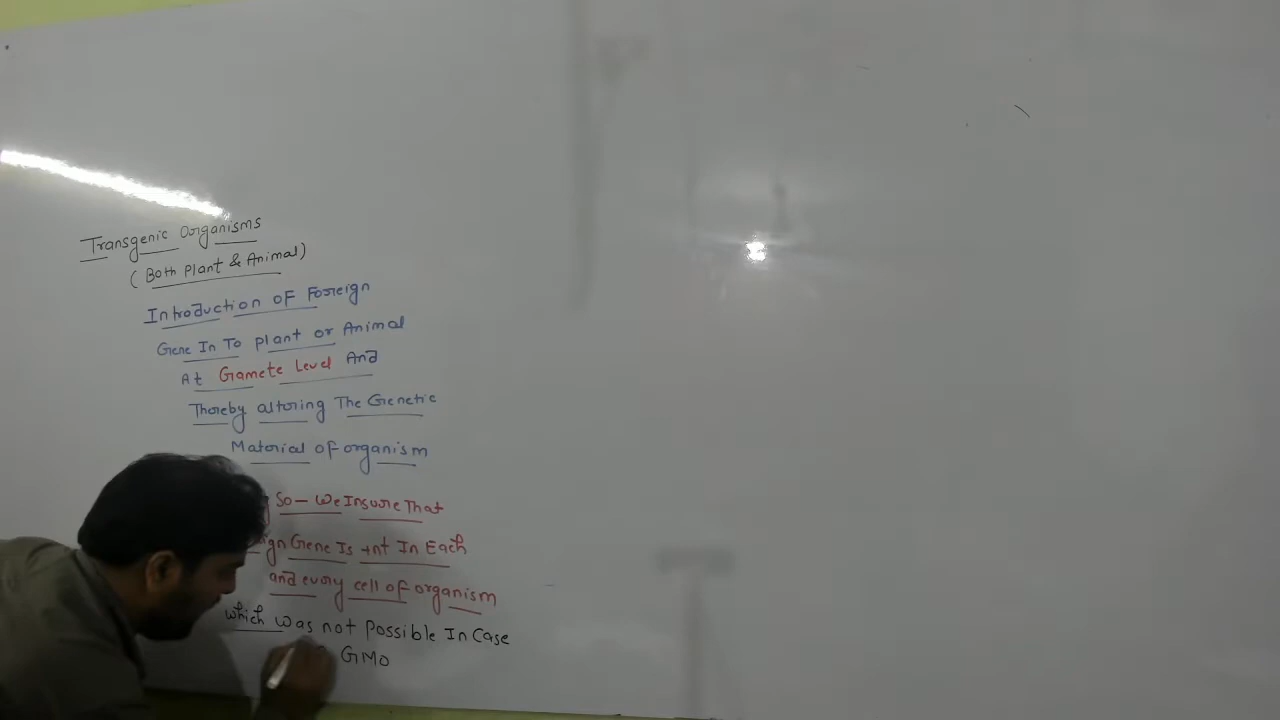 Transgenic Organisms
(Both Plant & Animal)
Introduction OF Foreign
Gene In To plant or Animal
At Gamete Level And
Thereby altering The Genetic
Material of organism
So- We Insure That
Gene Is +nt In Each
and every cell of organism
which was not Possible In Case
GMO